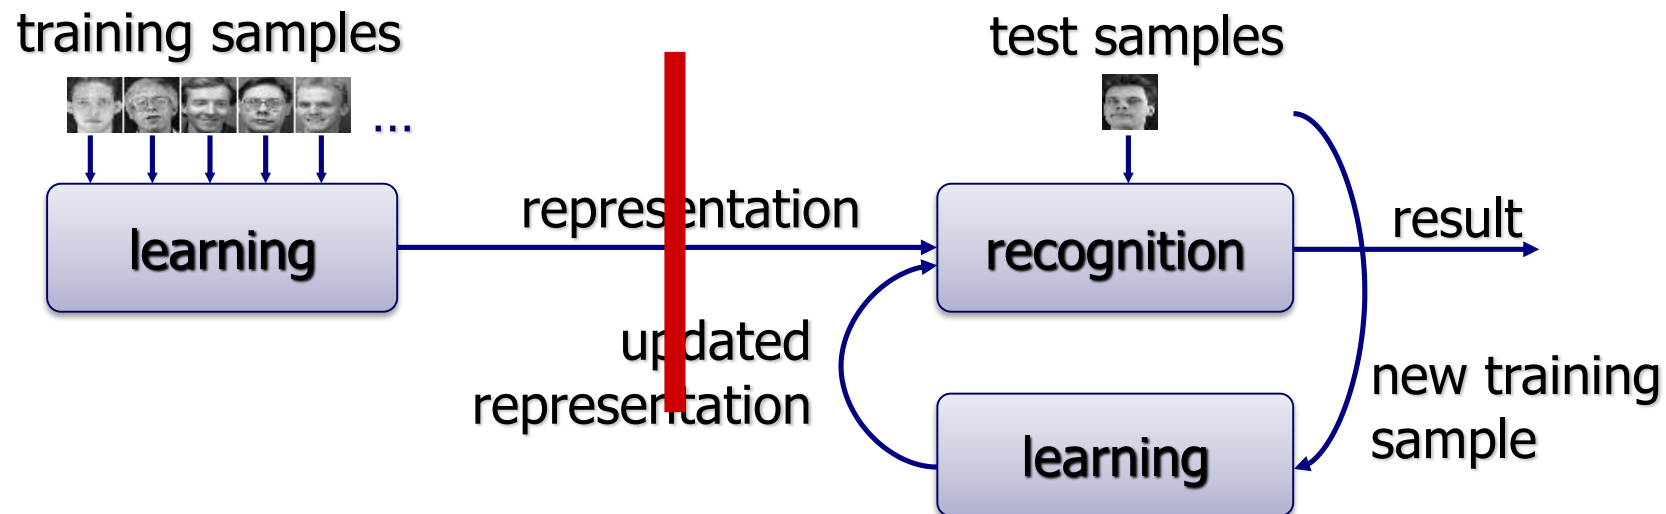 training samples
test samples
...
representation
result
learning
recognition
updated
representation
new training
sample
learning